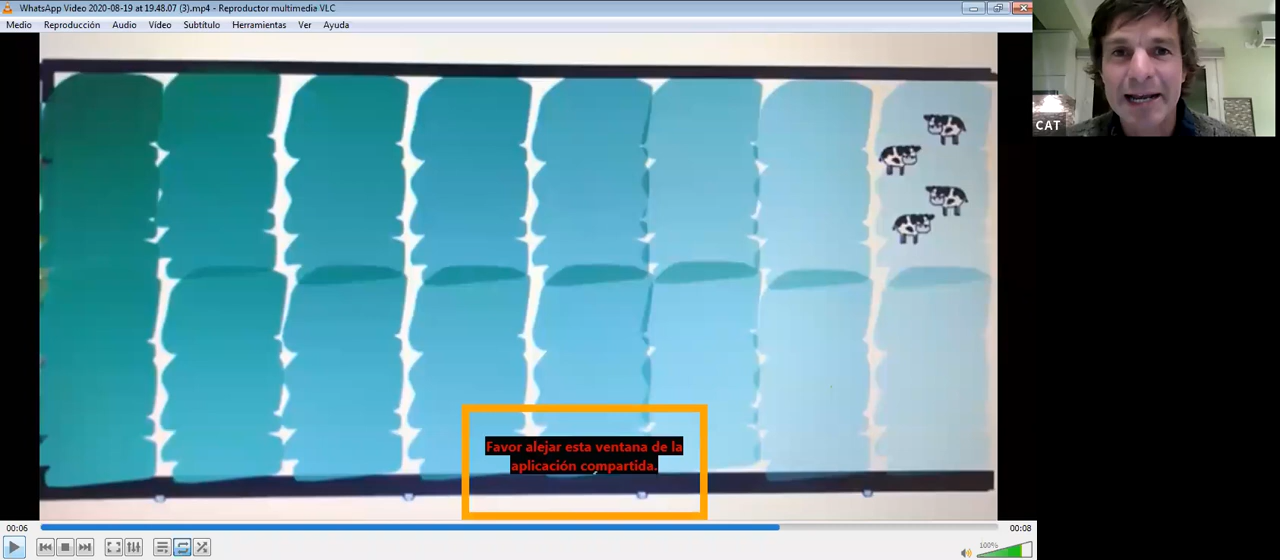 WhatsApp Video 2020-08-19 at 19.48.07 (3).mp4 - Reproductor multimedia VLC
Medio Reproducción Audio Vídeo Subtítulo Herramientas Ver Ayuda
CAT
Favor alejar esta ventana de la
aplicación compartida.
00:06 00:08
100%